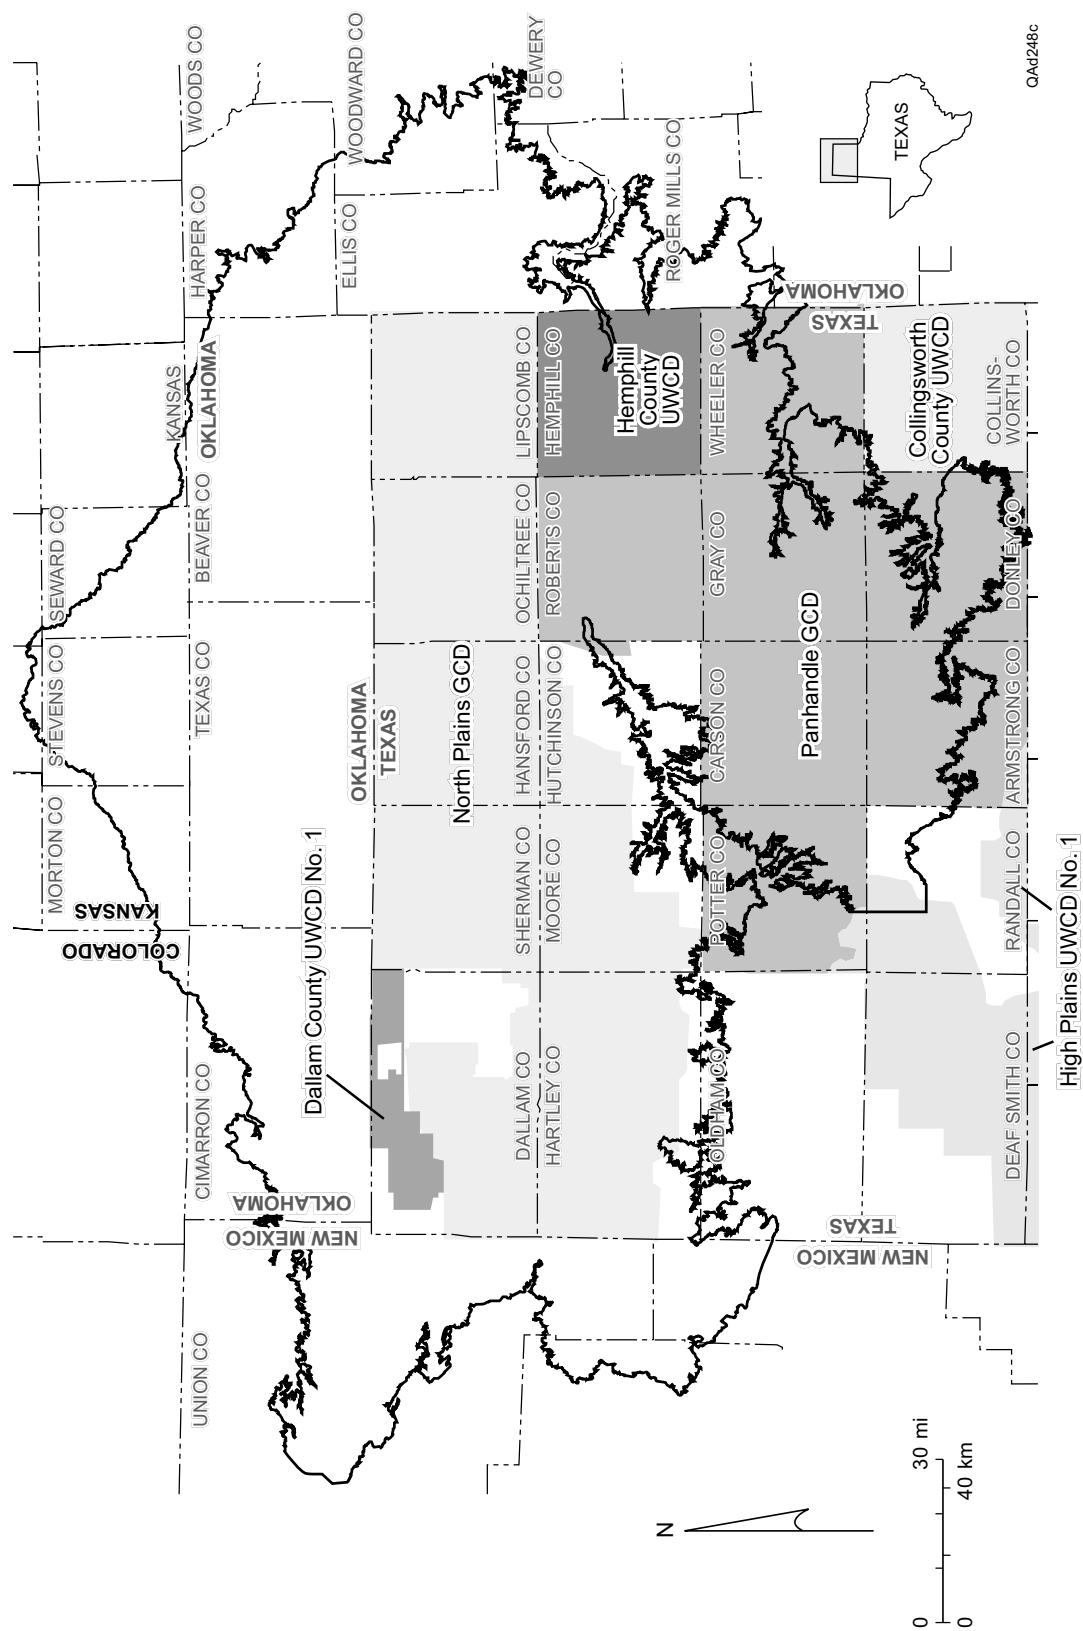 SEWARD CO
STEVENS CO
MORTON CO
WOODS CO
HARPER CO
KANSAS
OKLAHOMA
BEAVER CO
TEXAS CO
KANSAS
COLORADO
CIMARRON CO
OKLAHOMA
NEW MEXICO
UNION CO
WOODWARD CO
ELLIS CO
OKLAHOMA
TEXAS
Dallam County UWCD No. 1
North Plains GCD
DEWERY
CO
LIPSCOMB CO
HEMPHILL CO
OCHILTREE CO
ROBERTS CO
HANSFORD CO
HUTCHINSON CO
SHERMAN CO
MOORE CO
DALLAM CO
HARTLEY CO
Hemphill
County
UWCD
ROGER MILLS CO
WHEELER CO
GRAY CO
CARSON CO
POTTER CO
OLDHAM CO
Panhandle GCD
OKLAHOMA
TEXAS
TEXAS
NEW MEXICO
Collingsworth
County UWCD
COLLINS-
WORTH CO
DONLEY CO
ARMSTRONG CO
RANDALL CO
DEAF SMITH CO
High Plains UWCD No. 1
TEXAS
QAd248c
N
0 30 mi
0 40 km